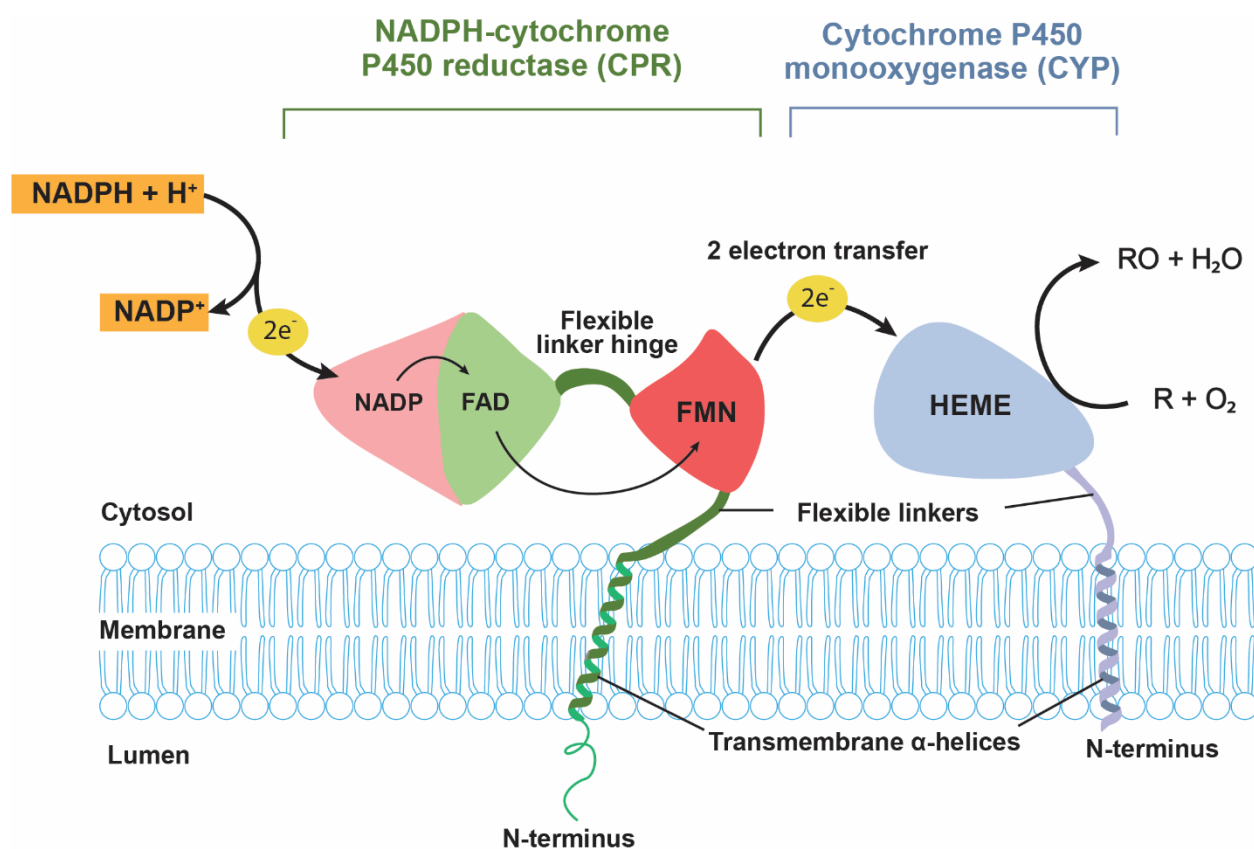 NADPH-cytochrome
P450 reductase (CPR)
Cytochrome P450
monooxygenase (CYP)
NADPH + H⁺
NADP⁺
2e⁻
2 electron transfer
2e⁻
RO + H₂O
Flexible
linker hinge
NADP
FAD
FMN
HEME
R + O₂
Cytosol
Flexible linkers
Membrane
Lumen
Transmembrane α-helices
N-terminus
N-terminus